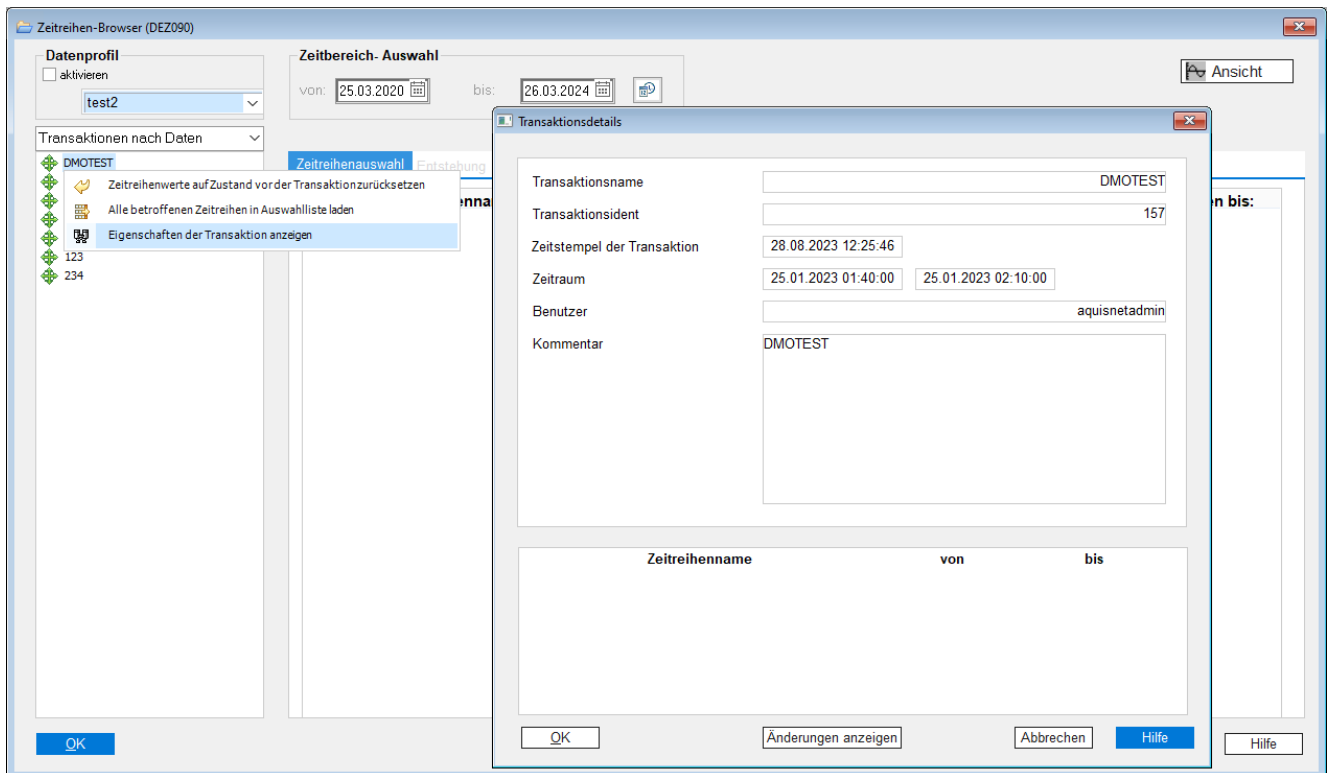 Zeitreihen-Browser (DEZ090)
Datenprofil
aktivieren
test2
Zeitbereich- Auswahl
von: 25.03.2020 bis: 26.03.2024
Ansicht
Transaktionen nach Daten
DMOTEST
Zeitreihenwerte auf Zustand vor der Transaktion zurücksetzen
Alle betroffenen Zeitreihen in Auswahlliste laden
Eigenschaften der Transaktion anzeigen
123
234
Zeitreihenauswahl Entstehung
bis:
Transaktionsdetails
Transaktionsname DMOTEST
Transaktionsident 157
Zeitstempel der Transaktion 28.08.2023 12:25:46
Zeitraum 25.01.2023 01:40:00 25.01.2023 02:10:00
Benutzer aquisnetadmin
Kommentar DMOTEST
Zeitreihenname von bis
OK Änderungen anzeigen Abbrechen Hilfe
OK
Hilfe